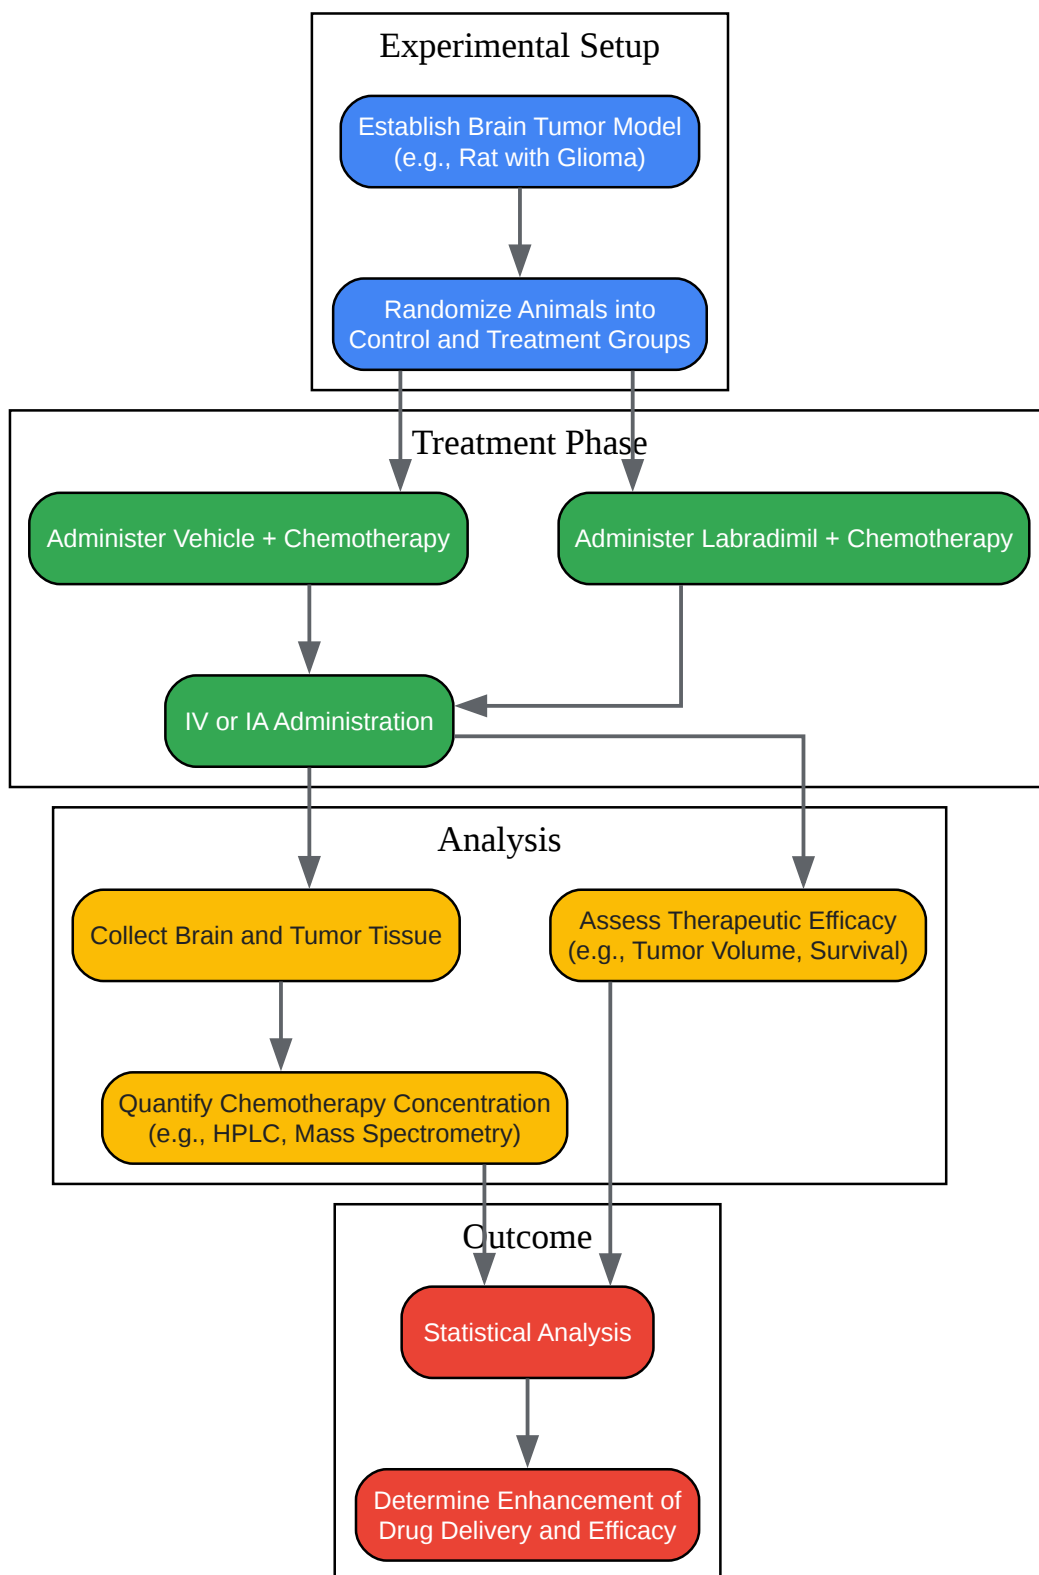 Experimental Setup
Establish Brain Tumor Model
(e.g., Rat with Glioma)
Randomize Animals into
Control and Treatment Groups
Treatment Phase
Administer Vehicle + Chemotherapy
Administer Labradimil + Chemotherapy
IV or IA Administration
Analysis
Collect Brain and Tumor Tissue
Assess Therapeutic Efficacy
(e.g., Tumor Volume, Survival)
Quantify Chemotherapy Concentration
(e.g., HPLC, Mass Spectrometry)
Outcome
Statistical Analysis
Determine Enhancement of
Drug Delivery and Efficacy